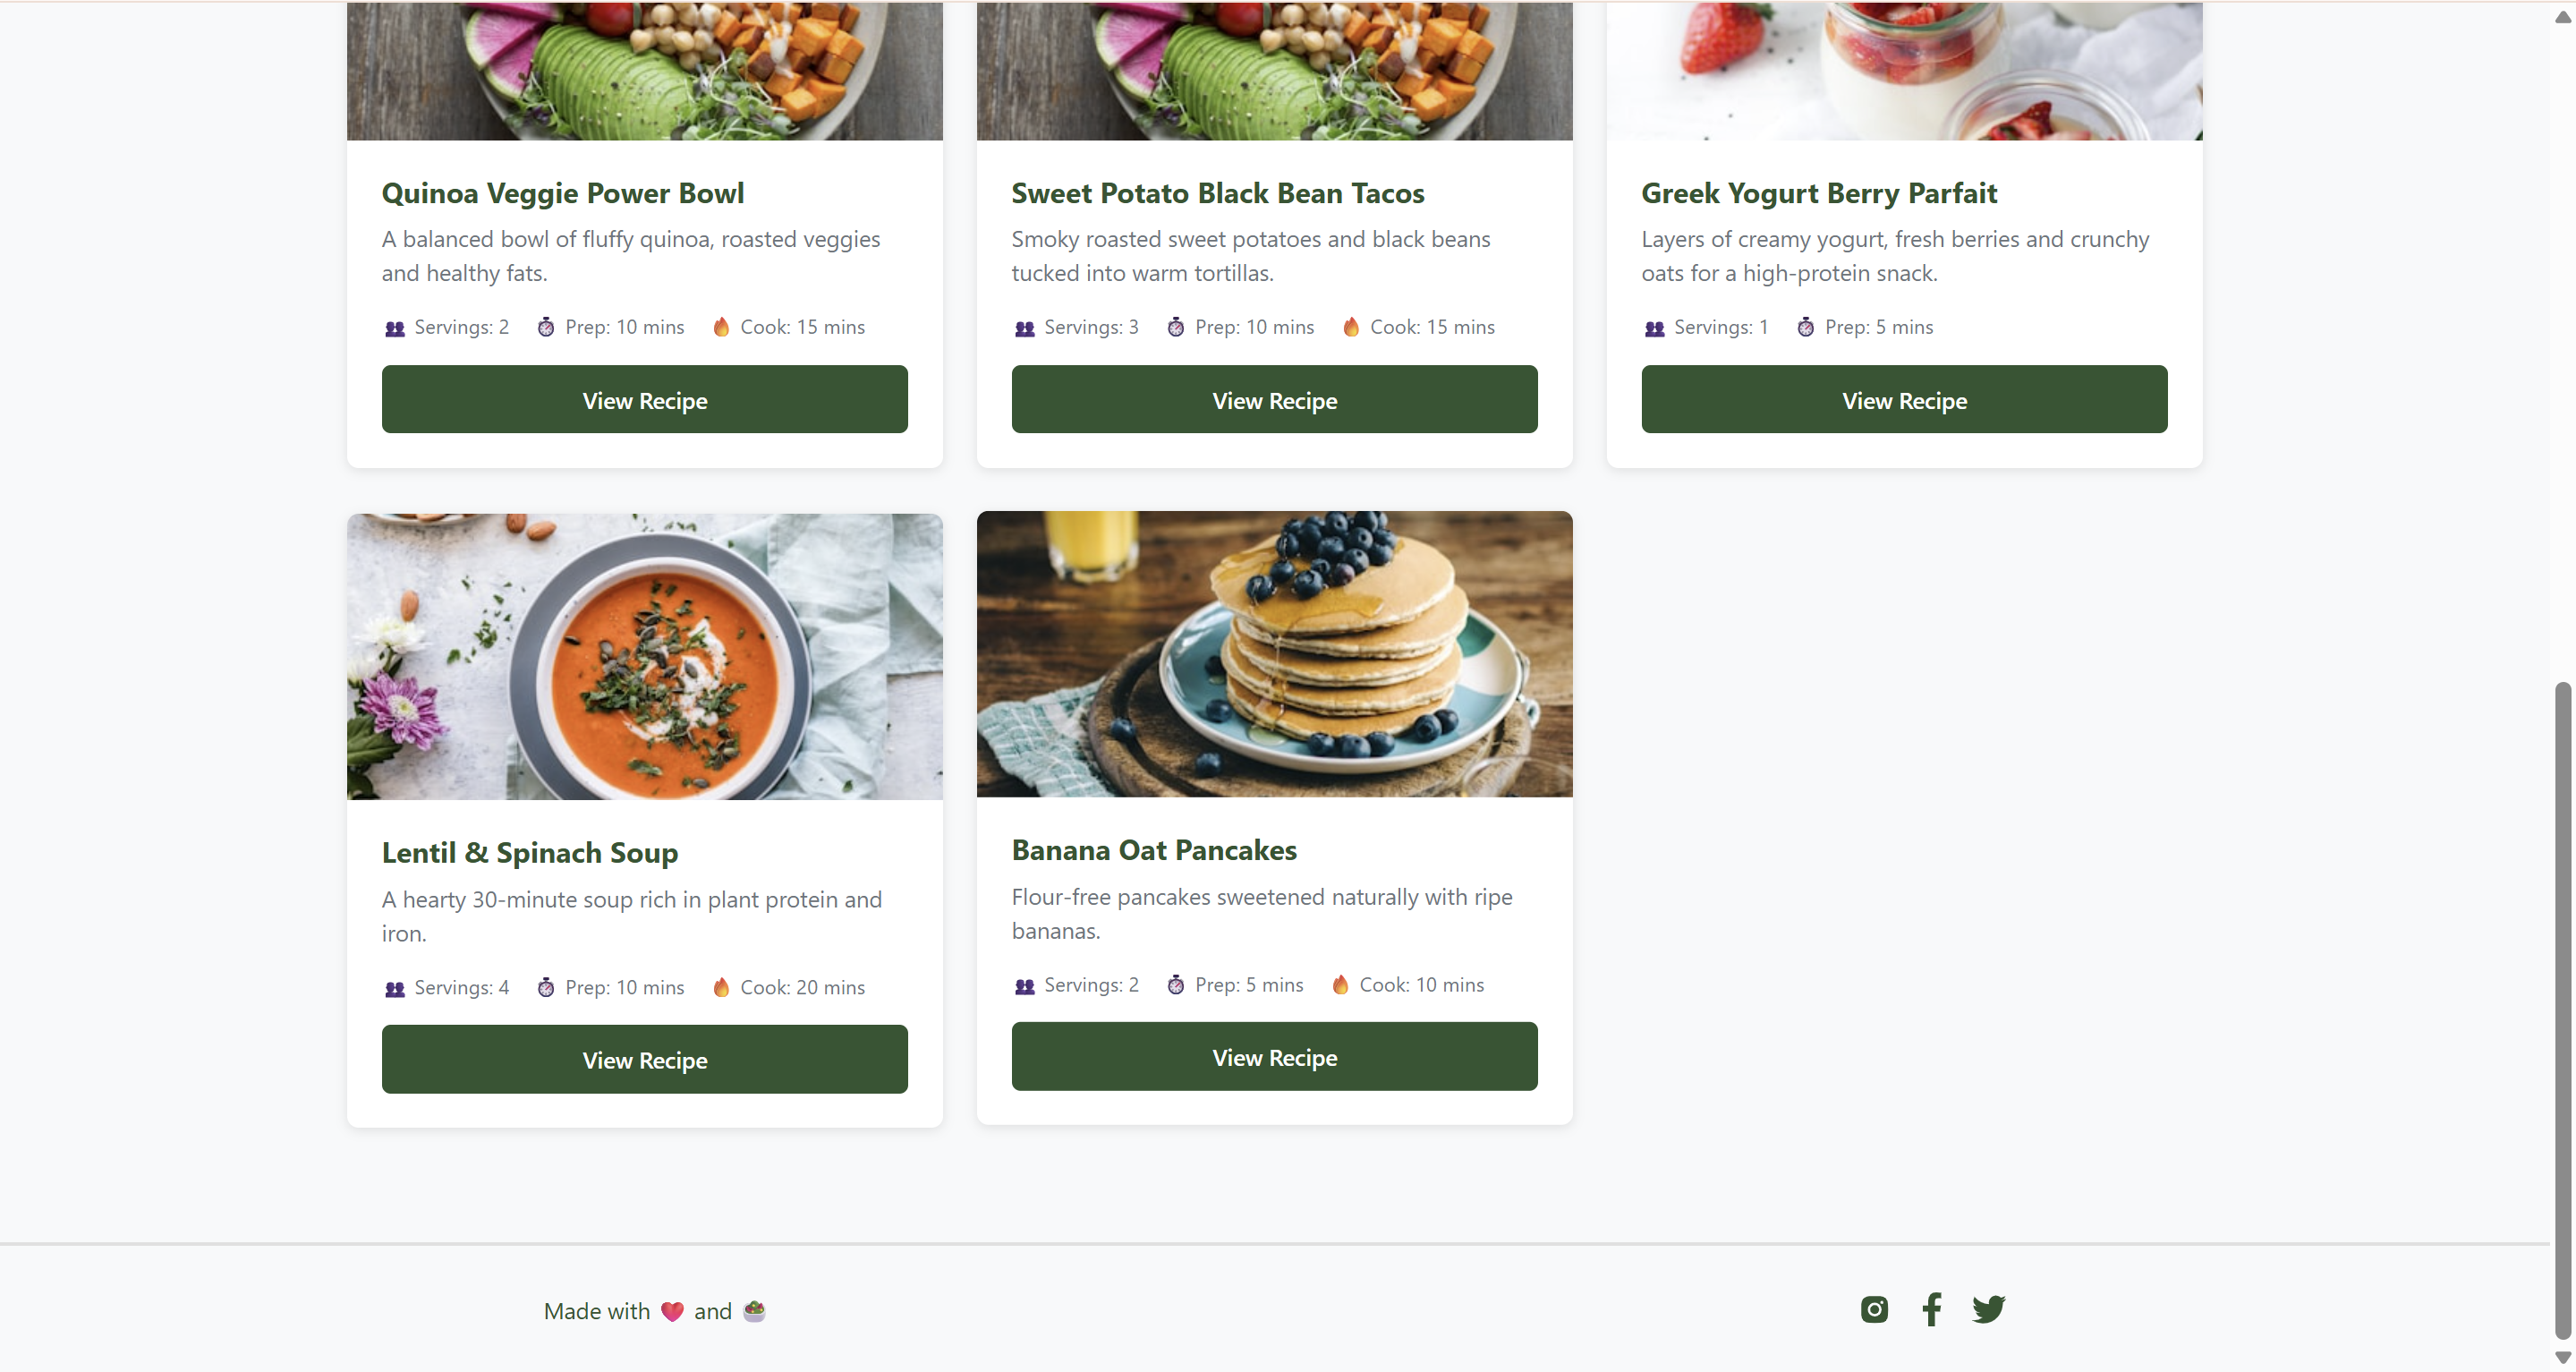 Quinoa Veggie Power Bowl
A balanced bowl of fluffy quinoa, roasted veggies
and healthy fats.
Servings: 2 Prep: 10 mins Cook: 15 mins
View Recipe
Sweet Potato Black Bean Tacos
Smoky roasted sweet potatoes and black beans
tucked into warm tortillas.
Servings: 3 Prep: 10 mins Cook: 15 mins
View Recipe
Greek Yogurt Berry Parfait
Layers of creamy yogurt, fresh berries and crunchy
oats for a high-protein snack.
Servings: 1 Prep: 5 mins
View Recipe
Lentil & Spinach Soup
A hearty 30-minute soup rich in plant protein and
iron.
Servings: 4 Prep: 10 mins Cook: 20 mins
View Recipe
Banana Oat Pancakes
Flour-free pancakes sweetened naturally with ripe
bananas.
Servings: 2 Prep: 5 mins Cook: 10 mins
View Recipe
Made with ❤️ and 🥗